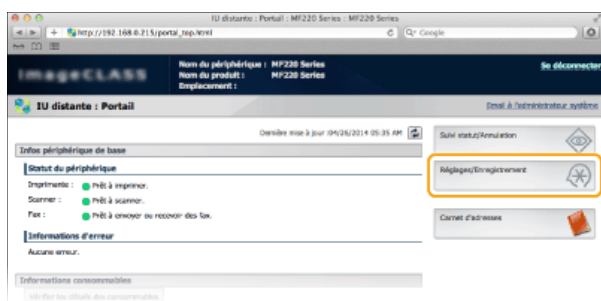 IU distante : Portail : MF220 Series : MF220 Series
http://192.168.0.215/portal_top.html
Google
imageCLASS
Nom du périphérique : MF220 Series
Nom du produit : MF220 Series
Emplacement :
Se déconnecter
IU distante : Portail
Email à l'administrateur système
Dernière mise à jour :04/26/2014 05:35 AM
Infos périphérique de base
Statut du périphérique
Imprimante : Prêt à imprimer.
Scanner : Prêt à scanner.
Fax : Prêt à envoyer ou recevoir des fax.
Informations d'erreur
Aucune erreur.
Informations consommables
Vérifier les détails des consommables
Suivi statut/Annulation
Réglages/Enregistrement
Carnet d'adresses